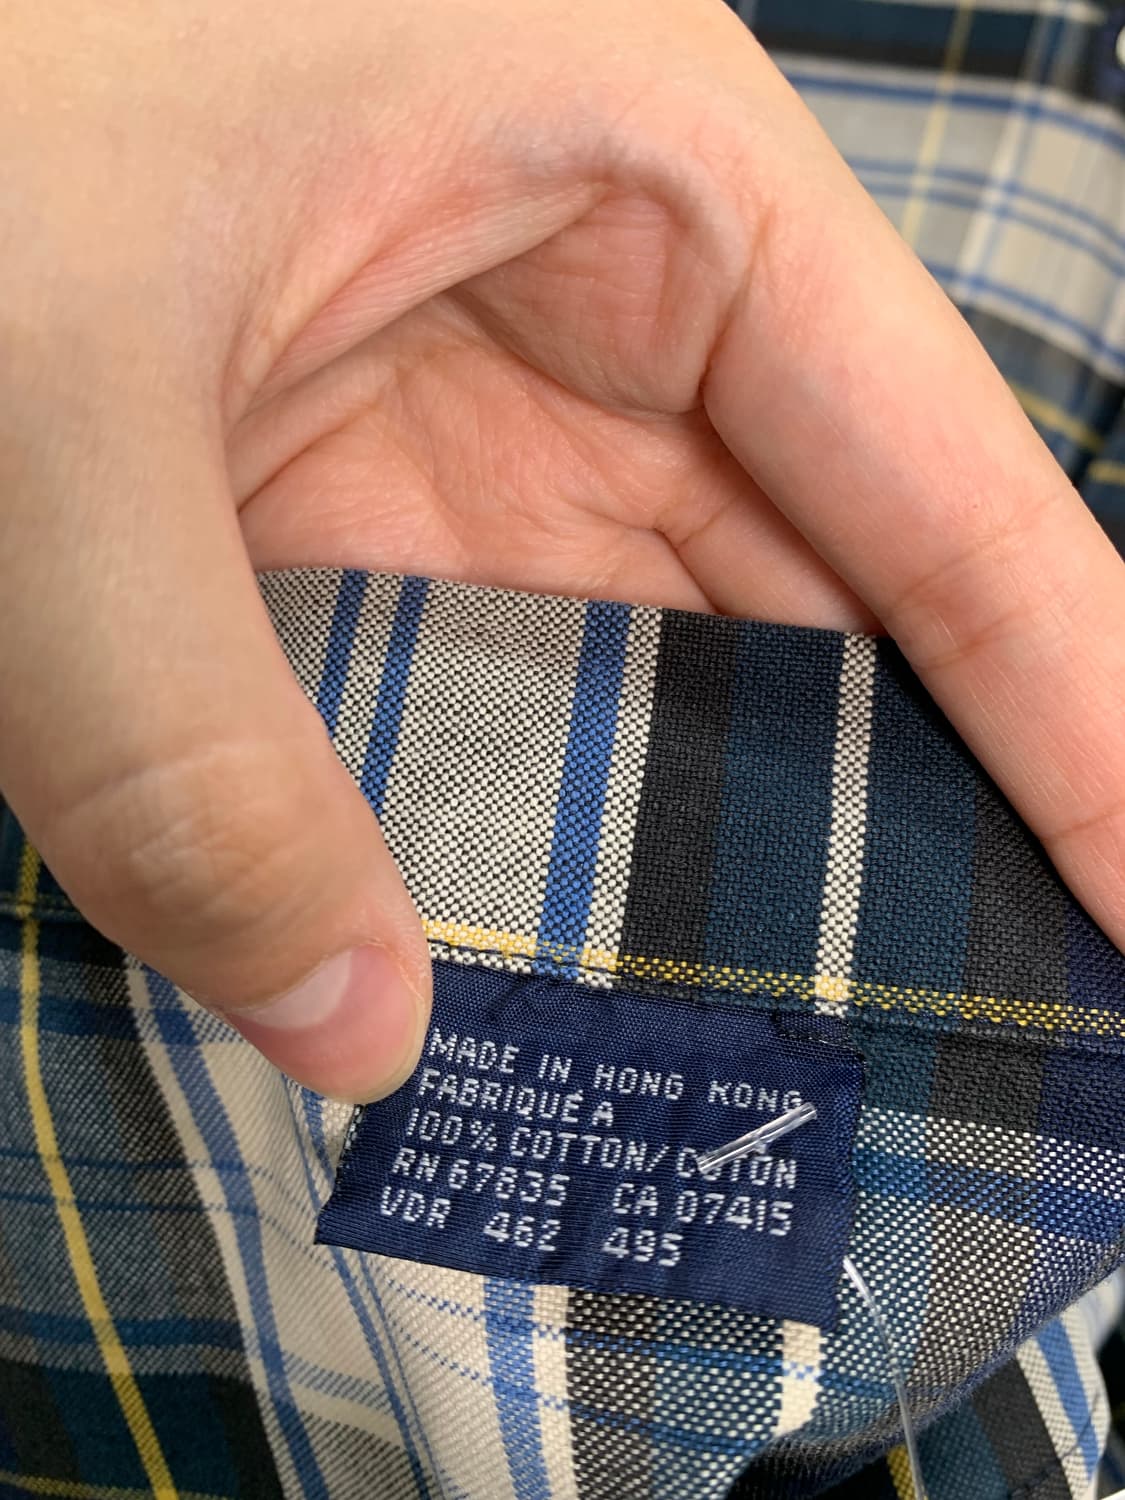 MADE IN HONG KONG
FABRIQUÉ A
100% COTTON/COTON
RN 67835 CA 07415
VDR 462 495